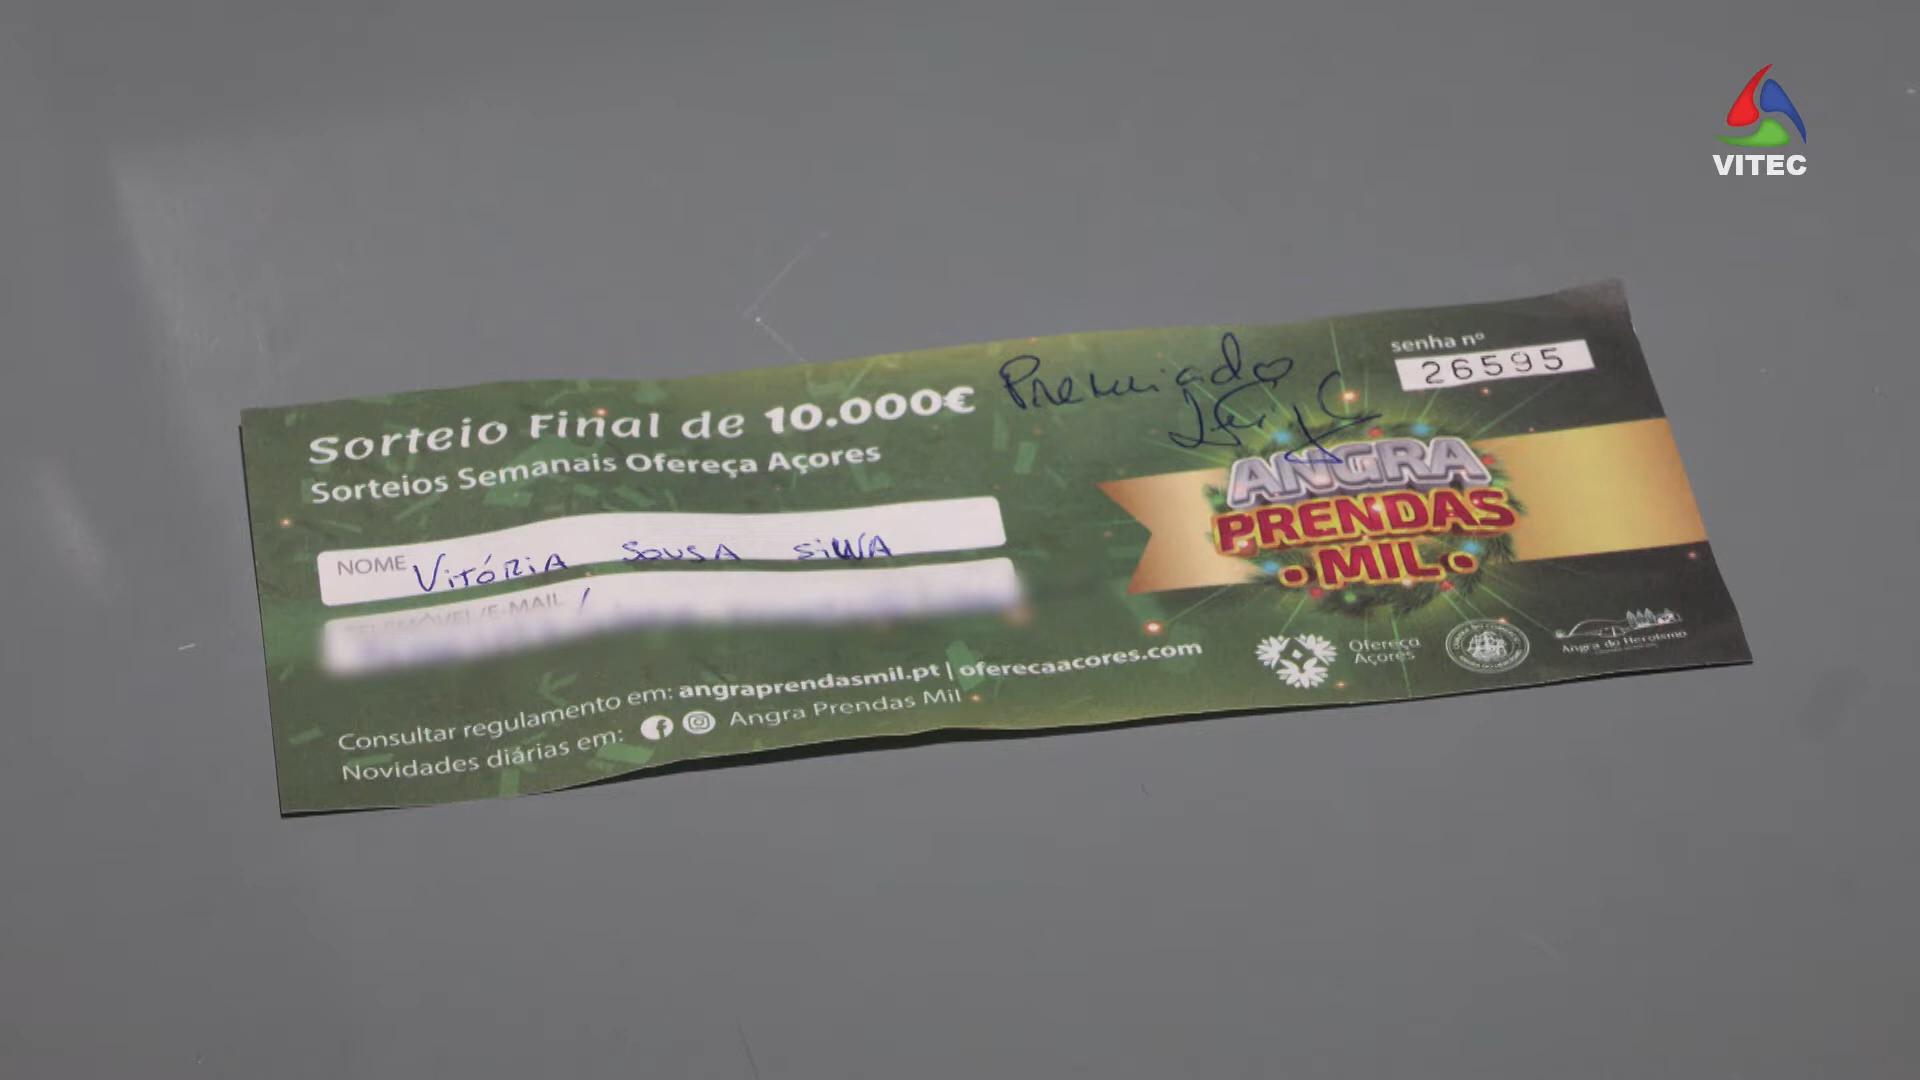 VITEC
senha nº
26595
Premiado
Sorteio Final de 10.000€
Sorteios Semanais Ofereça Açores
NOME VITÓRIA SOUSA SILVA
TELEMÓVEL/E-MAIL
ANGRA
PRENDAS
MIL
Consultar regulamento em: angraprendasmil.pt | oferecaacores.com
Novidades diárias em: Angra Prendas Mil
Ofereça
Açores
Angra do Heroísmo